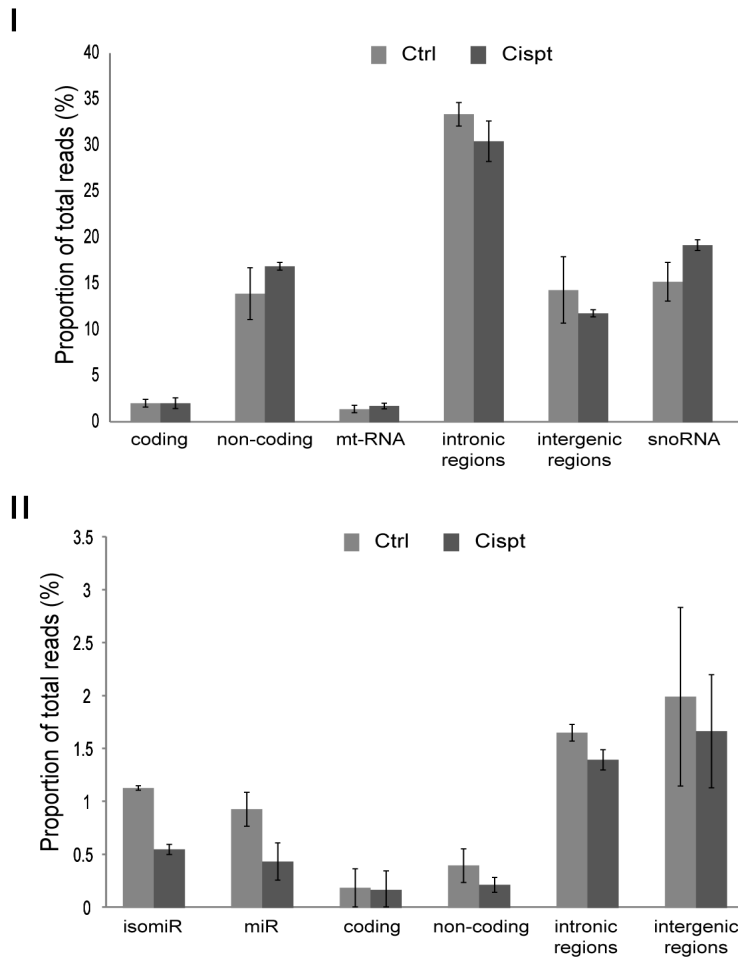 I
Ctrl Cispt
Proportion of total reads (%)
40
35
30
25
20
15
10
5
0
coding non-coding mt-RNA intronic regions intergenic regions snoRNA
II
Ctrl Cispt
Proportion of total reads (%)
3.5
3
2.5
2
1.5
1
0.5
0
isomiR miR coding non-coding intronic regions intergenic regions